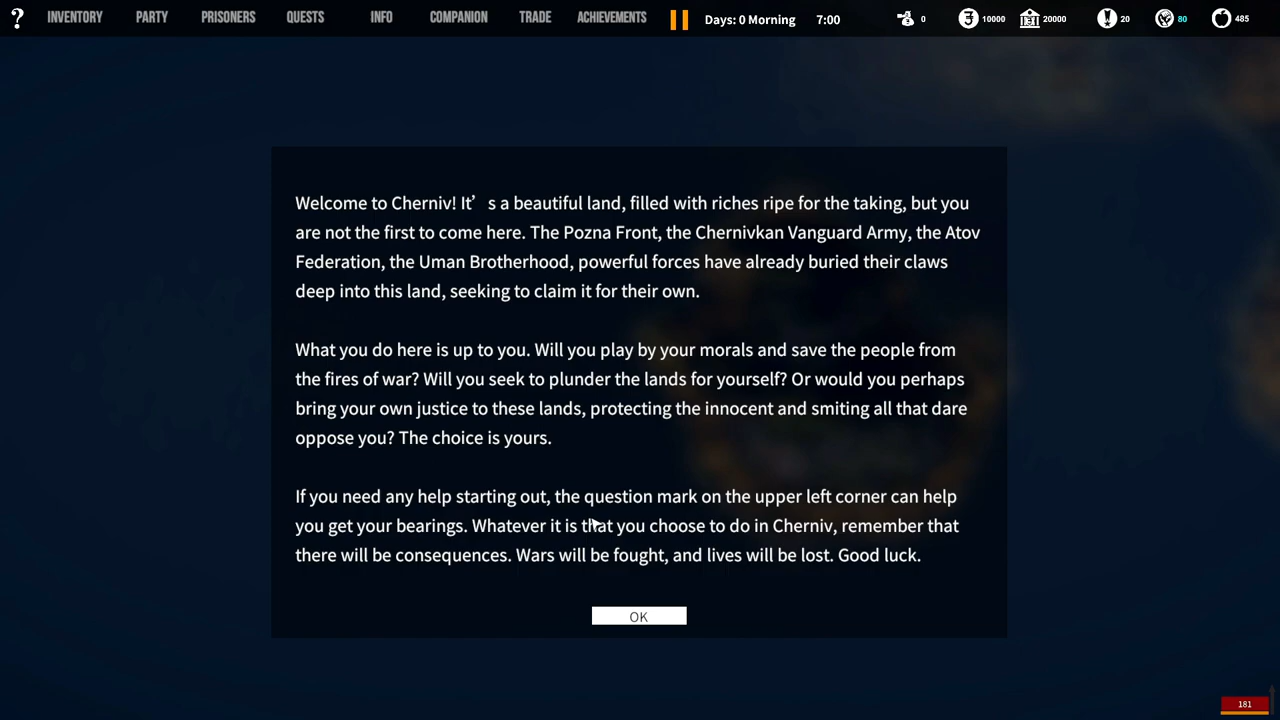 ? INVENTORY PARTY PRISONERS QUESTS INFO COMPANION TRADE ACHIEVEMENTS Days: 0 Morning 7:00 0 10000 20000 20 80 485
Welcome to Cherniv! It’ s a beautiful land, filled with riches ripe for the taking, but you
are not the first to come here. The Pozna Front, the Chernivkan Vanguard Army, the Atov
Federation, the Uman Brotherhood, powerful forces have already buried their claws
deep into this land, seeking to claim it for their own.
What you do here is up to you. Will you play by your morals and save the people from
the fires of war? Will you seek to plunder the lands for yourself? Or would you perhaps
bring your own justice to these lands, protecting the innocent and smiting all that dare
oppose you? The choice is yours.
If you need any help starting out, the question mark on the upper left corner can help
you get your bearings. Whatever it is that you choose to do in Cherniv, remember that
there will be consequences. Wars will be fought, and lives will be lost. Good luck.
OK
181